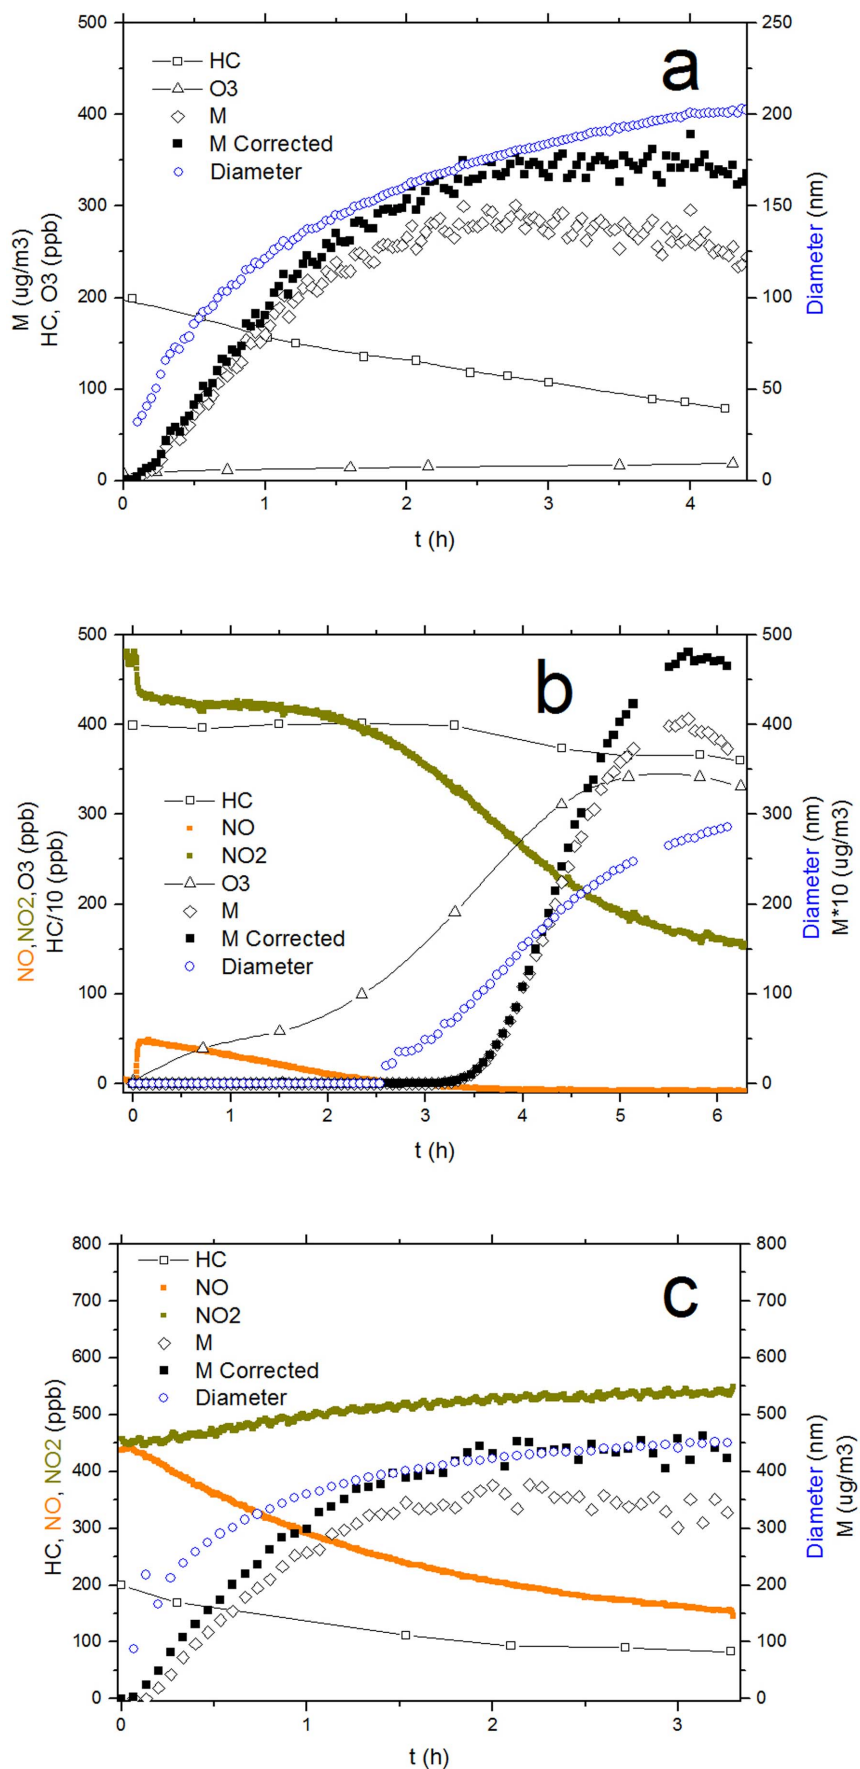 500
400
300
200
100
0
M (ug/m3)
HC, O3 (ppb)
HC
O3
M
M Corrected
Diameter
a
250
200
150
100
50
0
Diameter (nm)
0 1 2 3 4
t (h)
500
400
300
200
100
0
NO,NO2,O3 (ppb)
HC/10 (ppb)
b
HC
NO
NO2
O3
M
M Corrected
Diameter
500
400
300
200
100
0
Diameter (nm)
M*10 (ug/m3)
0 1 2 3 4 5 6
t (h)
800
700
600
500
400
300
200
100
0
HC, NO, NO2 (ppb)
HC
NO
NO2
M
M Corrected
Diameter
c
800
700
600
500
400
300
200
100
0
Diameter (nm)
M (ug/m3)
0 1 2 3
t (h)